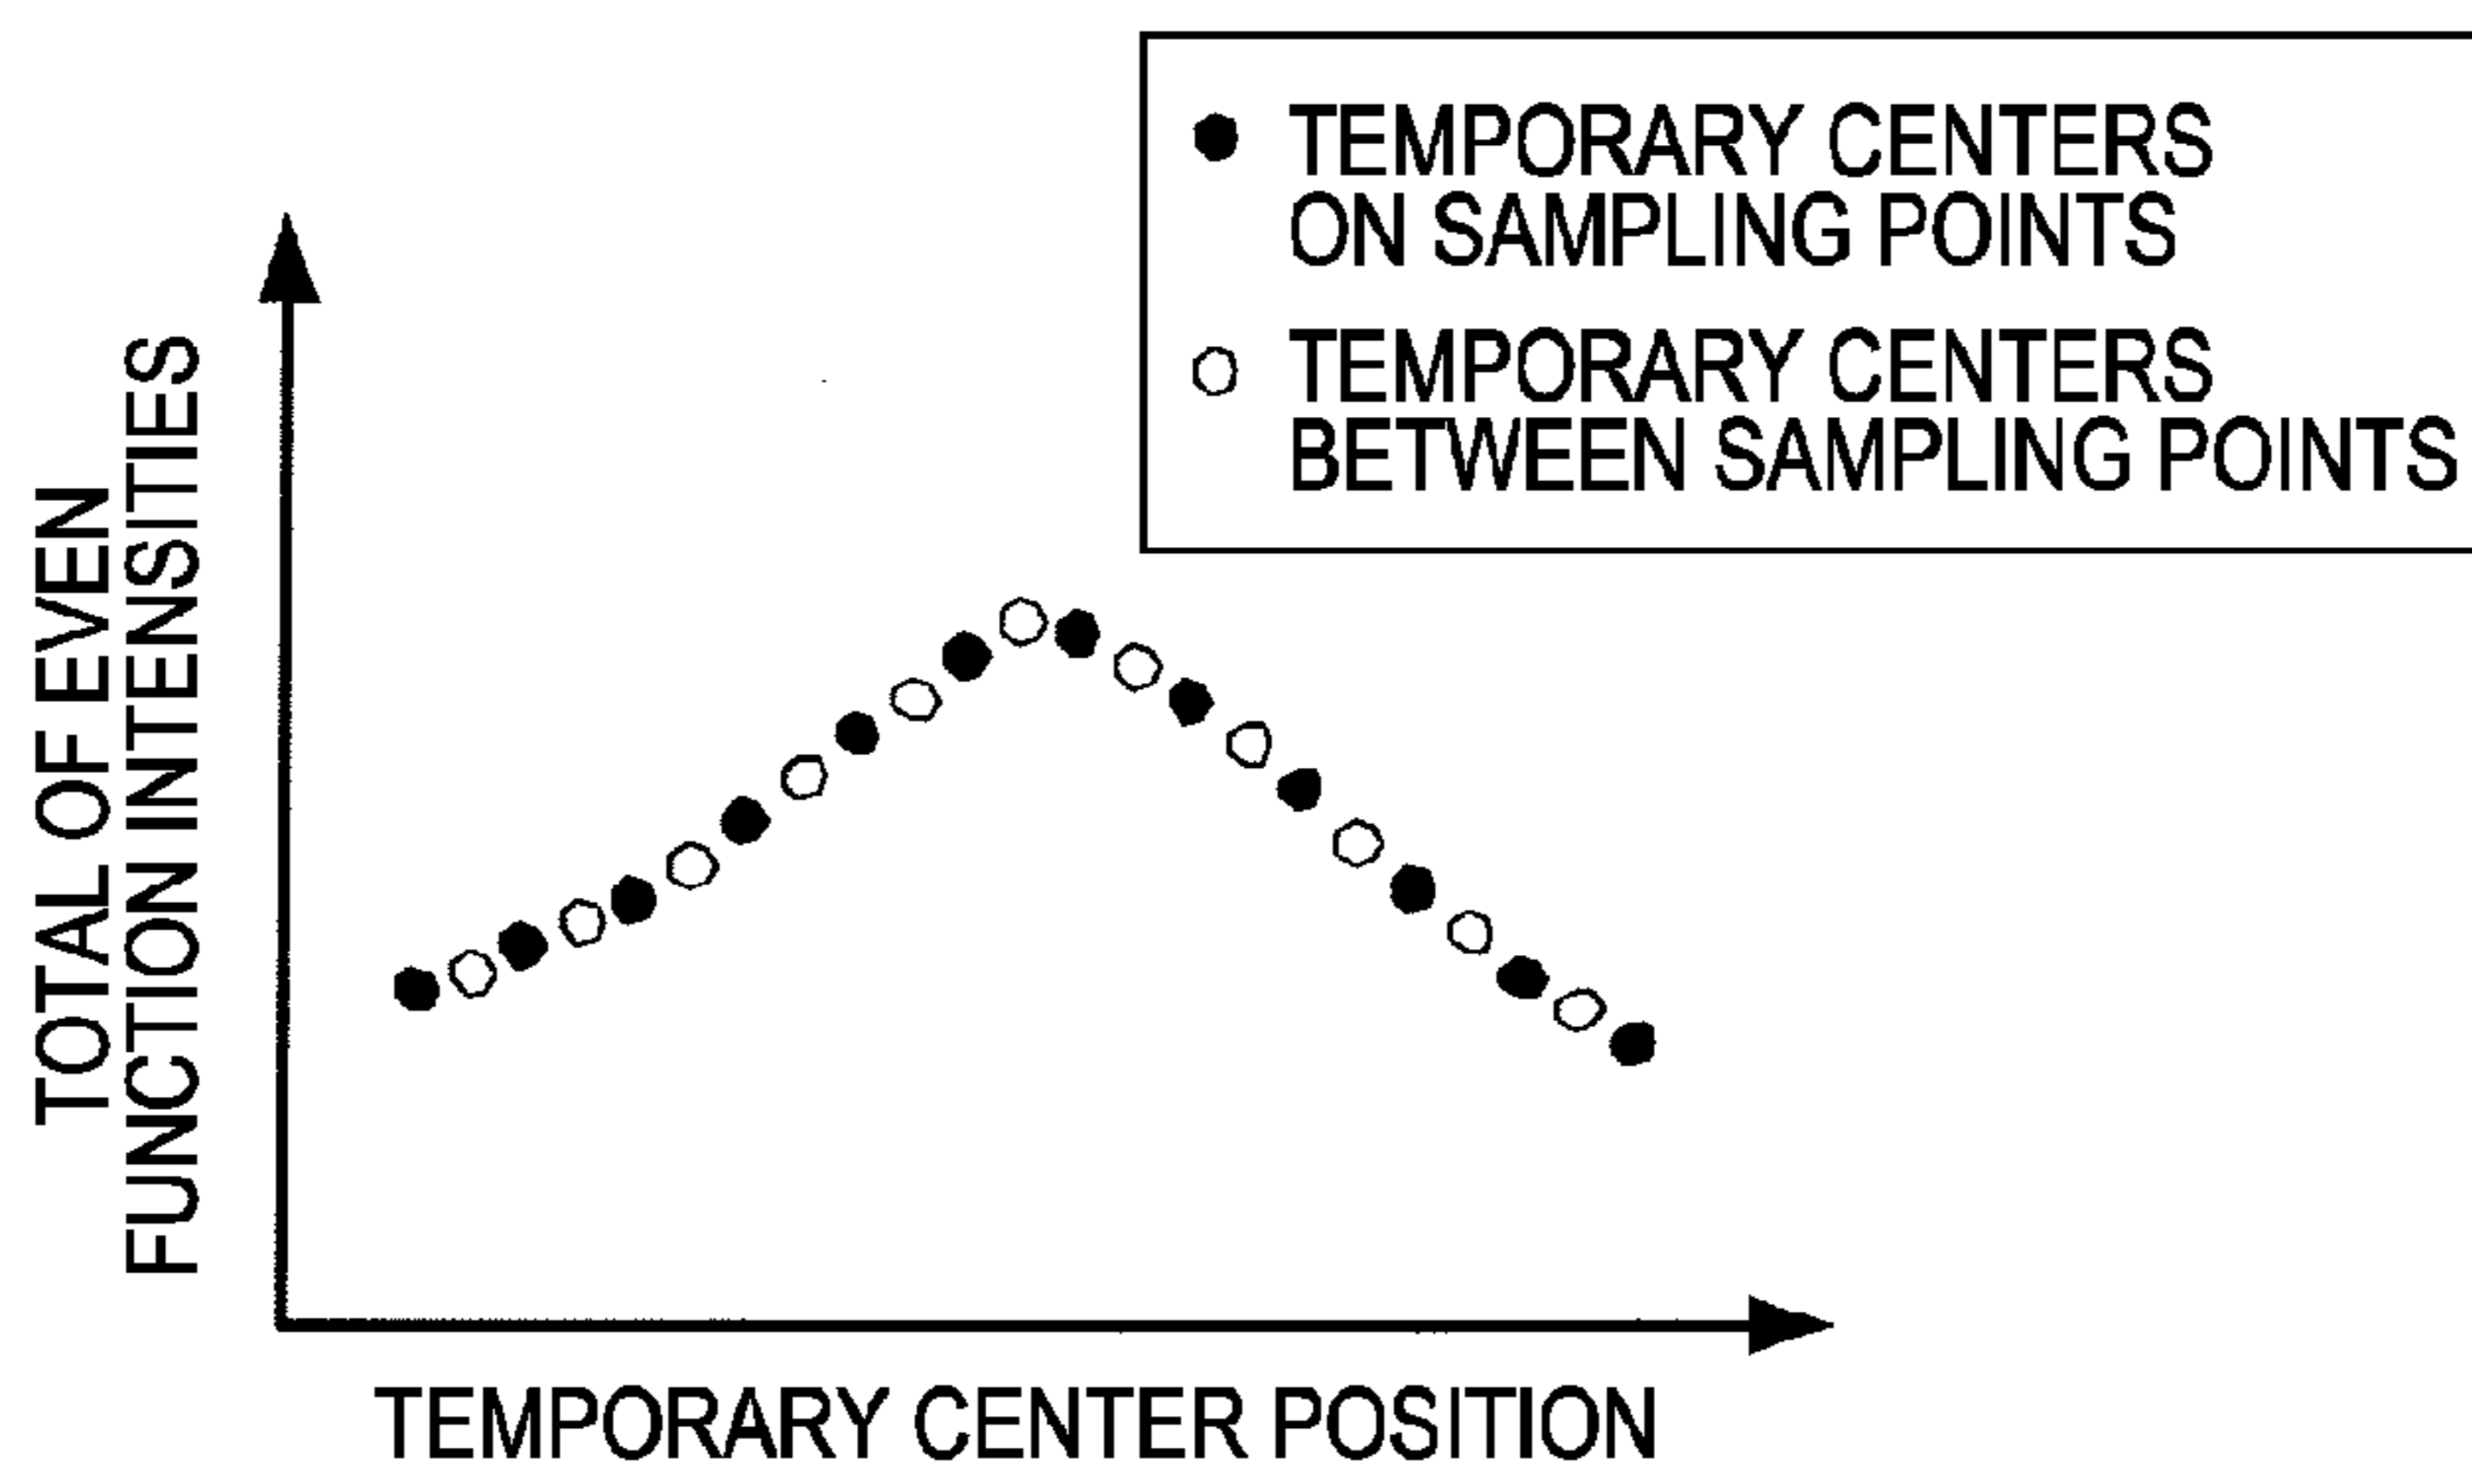 TEMPORARY CENTERS
ON SAMPLING POINTS
TEMPORARY CENTERS
BETWEEN SAMPLING POINTS
TOTAL OF EVEN
FUNCTION INTENSITIES
TEMPORARY CENTER POSITION